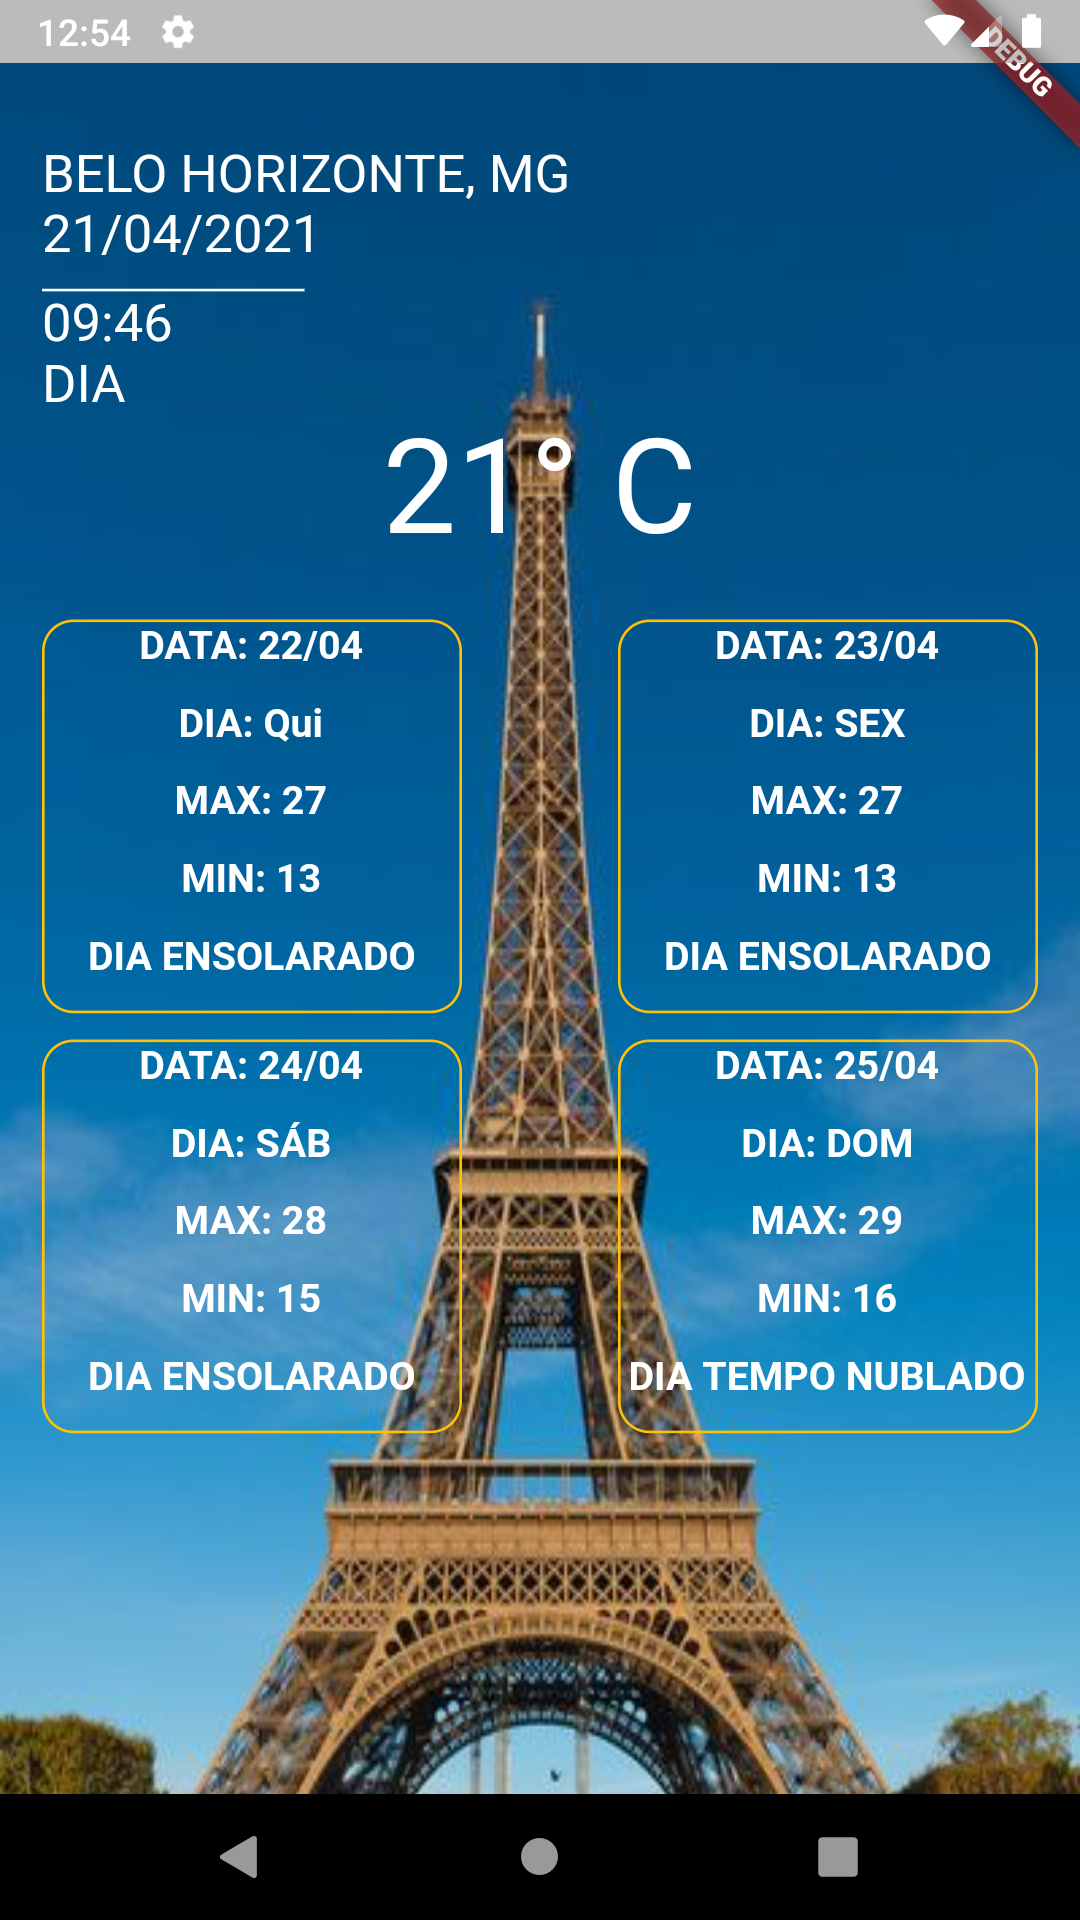 12:54
DEBUG
BELO HORIZONTE, MG
21/04/2021
09:46
DIA
21° C
DATA: 22/04
DIA: Qui
MAX: 27
MIN: 13
DIA ENSOLARADO
DATA: 23/04
DIA: SEX
MAX: 27
MIN: 13
DIA ENSOLARADO
DATA: 24/04
DIA: SÁB
MAX: 28
MIN: 15
DIA ENSOLARADO
DATA: 25/04
DIA: DOM
MAX: 29
MIN: 16
DIA TEMPO NUBLADO